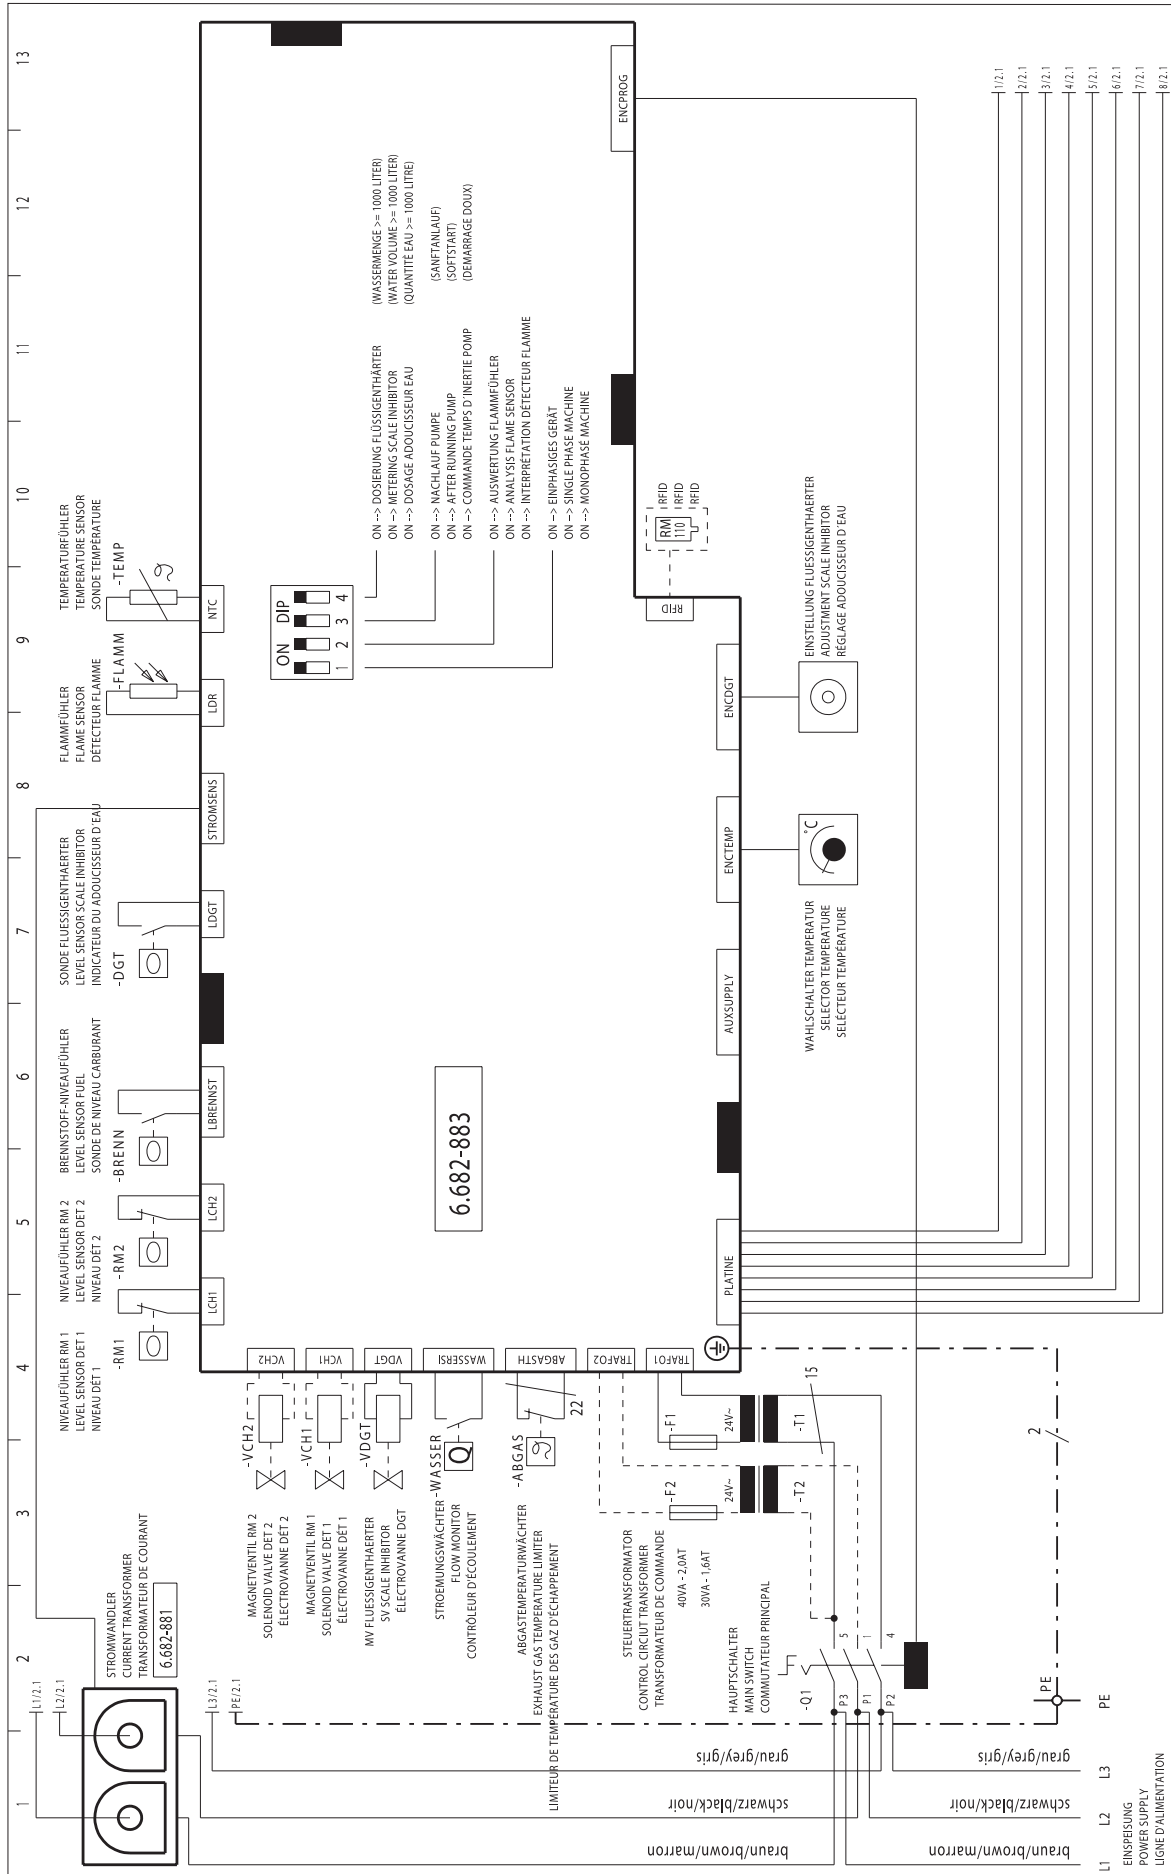 1
2
3
4
5
6
7
8
9
10
11
12
13
L1/2.1
L2/2.1
STROMWANDLER
CURRENT TRANSFORMER
TRANSFORMATEUR DE COURANT
6.682-881
L3/2.1
PE/2.1
NIVEAUFÜHLER RM 1
LEVEL SENSOR DET 1
NIVEAU DÉT 1
-RM1
NIVEAUFÜHLER RM 2
LEVEL SENSOR DET 2
NIVEAU DÉT 2
-RM2
BRENNSTOFF-NIVEAUFÜHLER
LEVEL SENSOR FUEL
SONDE DE NIVEAU CARBURANT
-BRENN
SONDE FLUESSIGENTHAERTER
LEVEL SENSOR SCALE INHIBITOR
INDICATEUR DU ADOUCISSEUR D'EAU
-DGT
FLAMMFÜHLER
FLAME SENSOR
DÉTECTEUR FLAMME
-FLAMM
TEMPERATURFÜHLER
TEMPERATURE SENSOR
SONDE TEMPÉRATURE
-TEMP
LCH1
LCH2
LBRENNST
LDGT
STROMSENS
LDR
NTC
MAGNETVENTIL RM 2
SOLENOID VALVE DET 2
ÉLECTROVANNE DÉT 2
-VCH2
VCH2
MAGNETVENTIL RM 1
SOLENOID VALVE DET 1
ÉLECTROVANNE DÉT 1
-VCH1
VCH1
MV FLUESSIGENTHAERTER
SV SCALE INHIBITOR
ÉLECTROVANNE DGT
-VDGT
VDGT
STROEMUNGSWÄCHTER
FLOW MONITOR
CONTRÔLEUR D'ÉCOULEMENT
-WASSER
Q
WASSERSI
ABGASTEMPERATURWÄCHTER
EXHAUST GAS TEMPERATURE LIMITER
LIMITEUR DE TEMPÉRATURE DES GAZ D'ÉCHAPPEMENT
-ABGAS
22
ABGASTH
STEUERTRANSFORMATOR
CONTROL CIRCIUT TRANSFORMER
TRANSFORMATEUR DE COMMANDE
40VA - 2,0AT
30VA - 1,6AT
-F2
-F1
24V~
24V~
-T2
-T1
TRAFO2
TRAFO1
15
HAUPTSCHALTER
MAIN SWITCH
COMMUTATEUR PRINCIPAL
-Q1
P3
P1
P2
5
1
4
6.682-883
ON DIP
1 2 3 4
ON --> DOSIERUNG FLÜSSIGENTHÄRTER (WASSERMENGE >= 1000 LITER)
ON --> METERING SCALE INHIBITOR (WATER VOLUME >= 1000 LITER)
ON --> DOSAGE ADOUCISSEUR EAU (QUANTITÉ EAU >= 1000 LITRE)
ON --> NACHLAUF PUMPE (SANFTANLAUF)
ON --> AFTER RUNNING PUMP (SOFTSTART)
ON --> COMMANDE TEMPS D'INERTIE POMP (DEMARRAGE DOUX)
ON --> AUSWERTUNG FLAMMFÜHLER
ON --> ANALYSIS FLAME SENSOR
ON --> INTERPRÉTATION DÉTECTEUR FLAMME
ON --> EINPHASIGES GERÄT
ON --> SINGLE PHASE MACHINE
ON --> MONOPHASÉ MACHINE
ENCPROG
RM
110
RFID
RFID
RFID
RFID
PLATINE
AUXSUPPLY
ENCTEMP
ENCDGT
°C
WAHLSCHALTER TEMPERATUR
SELECTOR TEMPERATURE
SELÉCTEUR TEMPÉRATURE
EINSTELLUNG FLUESSIGENTHAERTER
ADJUSTMENT SCALE INHIBITOR
RÉGLAGE ADOUCISSEUR D'EAU
1/2.1
2/2.1
3/2.1
4/2.1
5/2.1
6/2.1
7/2.1
8/2.1
2
PE
PE
grau/grey/gris
schwarz/black/noir
braun/brown/marron
grau/grey/gris
schwarz/black/noir
braun/brown/marron
L1
L2
L3
EINSPEISUNG
POWER SUPPLY
LIGNE D'ALIMENTATION